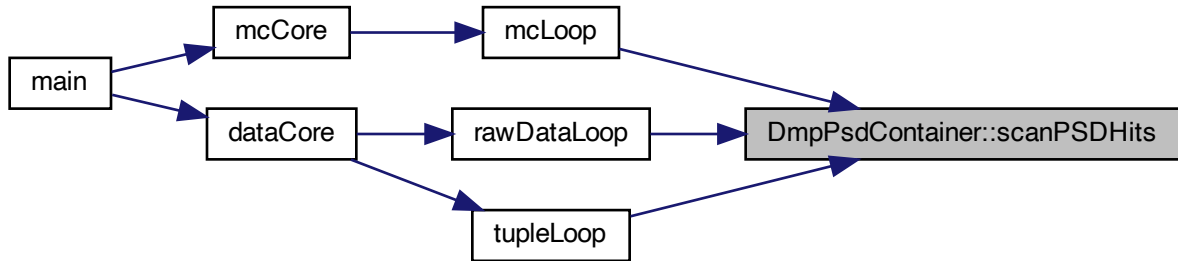 main
mcCore
mcLoop
dataCore
rawDataLoop
tupleLoop
DmpPsdContainer::scanPSDHits